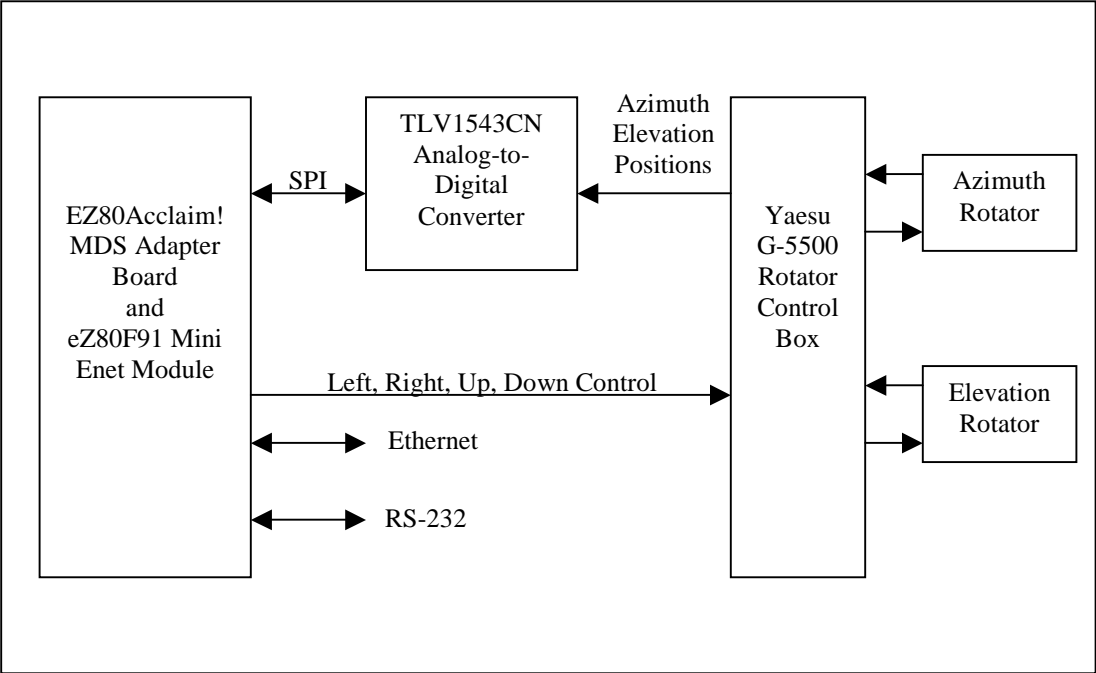 EZ80Acclaim!
MDS Adapter
Board
and
eZ80F91 Mini
Enet Module
SPI
TLV1543CN
Analog-to-
Digital
Converter
Azimuth
Elevation
Positions
Left, Right, Up, Down Control
Ethernet
RS-232
Yaesu
G-5500
Rotator
Control
Box
Azimuth
Rotator
Elevation
Rotator